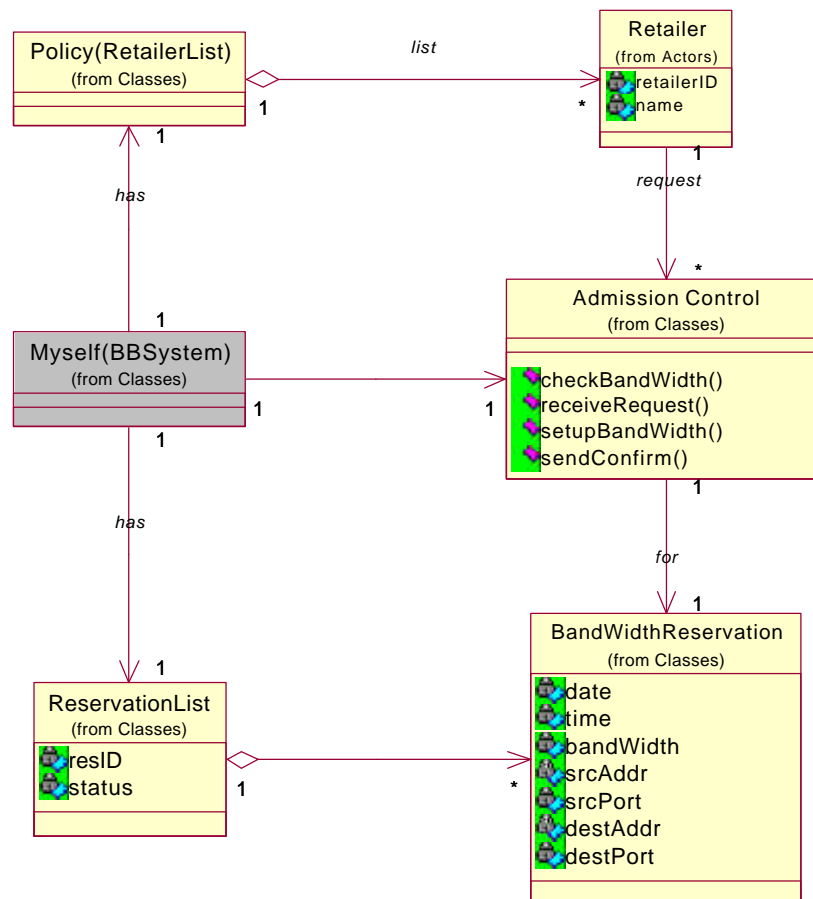 Policy(RetailerList)
(from Classes)
list
1
*
Retailer
(from Actors)
retailerID
name
1
has
1
request
1
*
Myself(BBSystem)
(from Classes)
1
1
1
Admission Control
(from Classes)
checkBandWidth()
receiveRequest()
setupBandWidth()
sendConfirm()
1
has
1
for
1
ReservationList
(from Classes)
resID
status
1
*
BandWidthReservation
(from Classes)
date
time
bandWidth
srcAddr
srcPort
destAddr
destPort